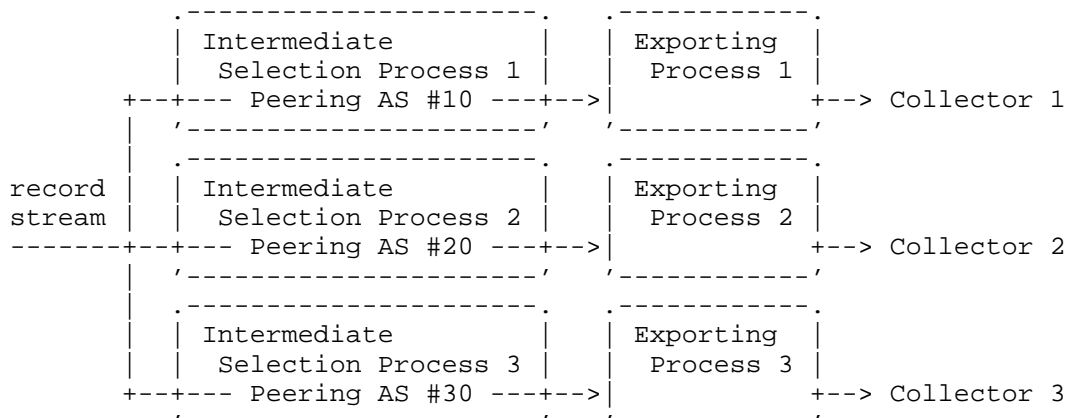 .----------------------. .------------.
| Intermediate | | Exporting |
| Selection Process 1 | | Process 1 |
+--+--- Peering AS #10 ---+-->| +--> Collector 1
| '----------------------' '------------'
| .----------------------. .------------.
record | | Intermediate | | Exporting |
stream | | Selection Process 2 | | Process 2 |
-------+--+--- Peering AS #20 ---+-->| +--> Collector 2
| '----------------------' '------------'
| .----------------------. .------------.
| | Intermediate | | Exporting |
| | Selection Process 3 | | Process 3 |
+--+--- Peering AS #30 ---+-->| +--> Collector 3